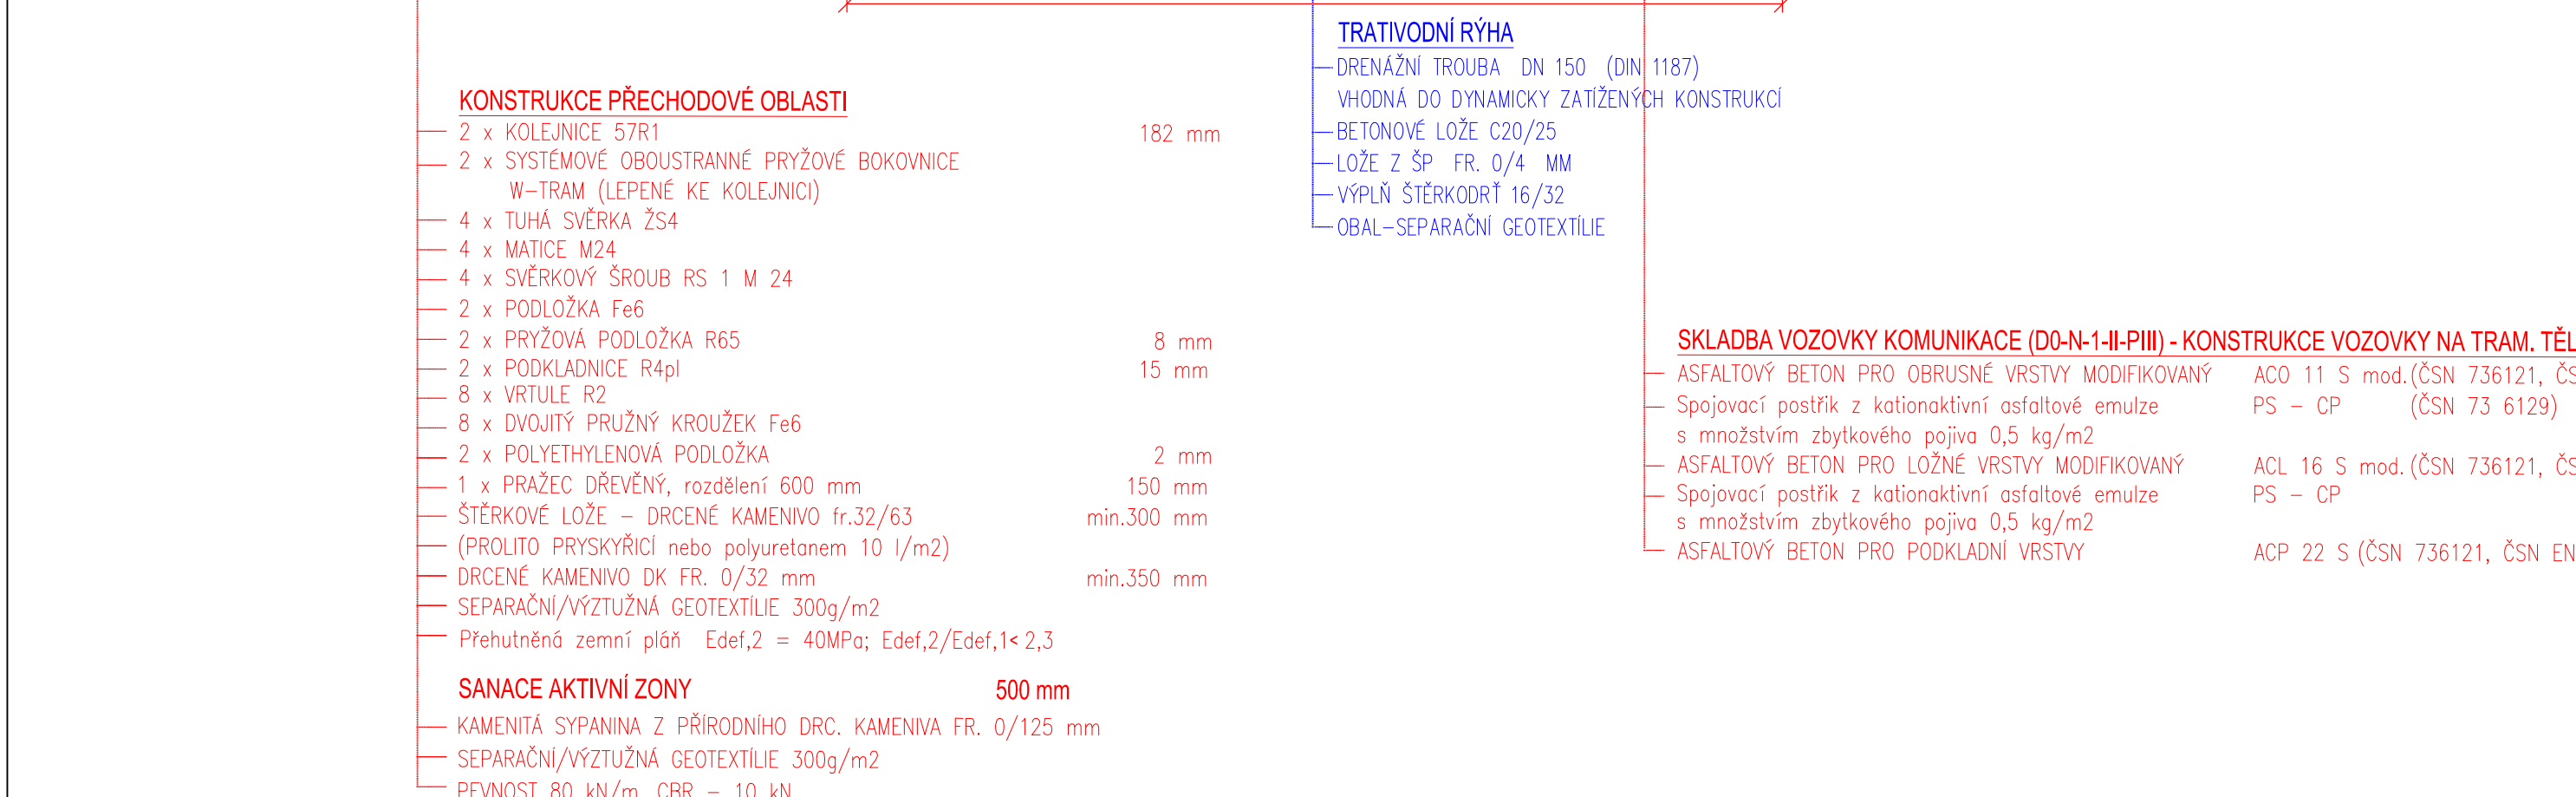 KONSTRUKCE PŘECHODOVÉ OBLASTI
2 x KOLEJNICE 57R1 182 mm
2 x SYSTÉMOVÉ OBOUSTRANNÉ PRYŽOVÉ BOKOVNICE
W-TRAM (LEPENÉ KE KOLEJNICI)
4 x TUHÁ SVĚRKA ŽS4
4 x MATICE M24
4 x SVĚRKOVÝ ŠROUB RS 1 M 24
2 x PODLOŽKA Fe6
2 x PRYŽOVÁ PODLOŽKA R65 8 mm
2 x PODKLADNICE R4pl 15 mm
8 x VRTULE R2
8 x DVOJITÝ PRUŽNÝ KROUŽEK Fe6
2 x POLYETHYLENOVÁ PODLOŽKA 2 mm
1 x PRAŽEC DŘEVĚNÝ, rozdělení 600 mm 150 mm
ŠTĚRKOVÉ LOŽE - DRCENÉ KAMENIVO fr.32/63 min.300 mm
(PROLITO PRYSKYŘICÍ nebo polyuretanem 10 l/m2)
DRCENÉ KAMENIVO DK FR. 0/32 mm min.350 mm
SEPARAČNÍ/VÝZTUŽNÁ GEOTEXTÍLIE 300g/m2
Přehutněná zemní pláň Edef,2 = 40MPa; Edef,2/Edef,1< 2,3
SANACE AKTIVNÍ ZONY 500 mm
KAMENITÁ SYPANINA Z PŘÍRODNÍHO DRC. KAMENIVA FR. 0/125 mm
SEPARAČNÍ/VÝZTUŽNÁ GEOTEXTÍLIE 300g/m2
PEVNOST 80 kN/m, CBR - 10 kN
TRATIVODNÍ RÝHA
DRENÁŽNÍ TROUBA DN 150 (DIN 1187)
VHODNÁ DO DYNAMICKY ZATÍŽENÝCH KONSTRUKCÍ
BETONOVÉ LOŽE C20/25
LOŽE Z ŠP FR. 0/4 MM
VÝPLŇ ŠTĚRKODRŤ 16/32
OBAL-SEPARAČNÍ GEOTEXTÍLIE
SKLADBA VOZOVKY KOMUNIKACE (D0-N-1-II-PIII) - KONSTRUKCE VOZOVKY NA TRAM. TĚL
ASFALTOVÝ BETON PRO OBRUSNÉ VRSTVY MODIFIKOVANÝ ACO 11 S mod.(ČSN 736121, ČS
Spojovací postřik z kationaktivní asfaltové emulze PS - CP (ČSN 73 6129)
s množstvím zbytkového pojiva 0,5 kg/m2
ASFALTOVÝ BETON PRO LOŽNÉ VRSTVY MODIFIKOVANÝ ACL 16 S mod.(ČSN 736121, ČS
Spojovací postřik z kationaktivní asfaltové emulze PS - CP
s množstvím zbytkového pojiva 0,5 kg/m2
ASFALTOVÝ BETON PRO PODKLADNÍ VRSTVY ACP 22 S (ČSN 736121, ČSN EN